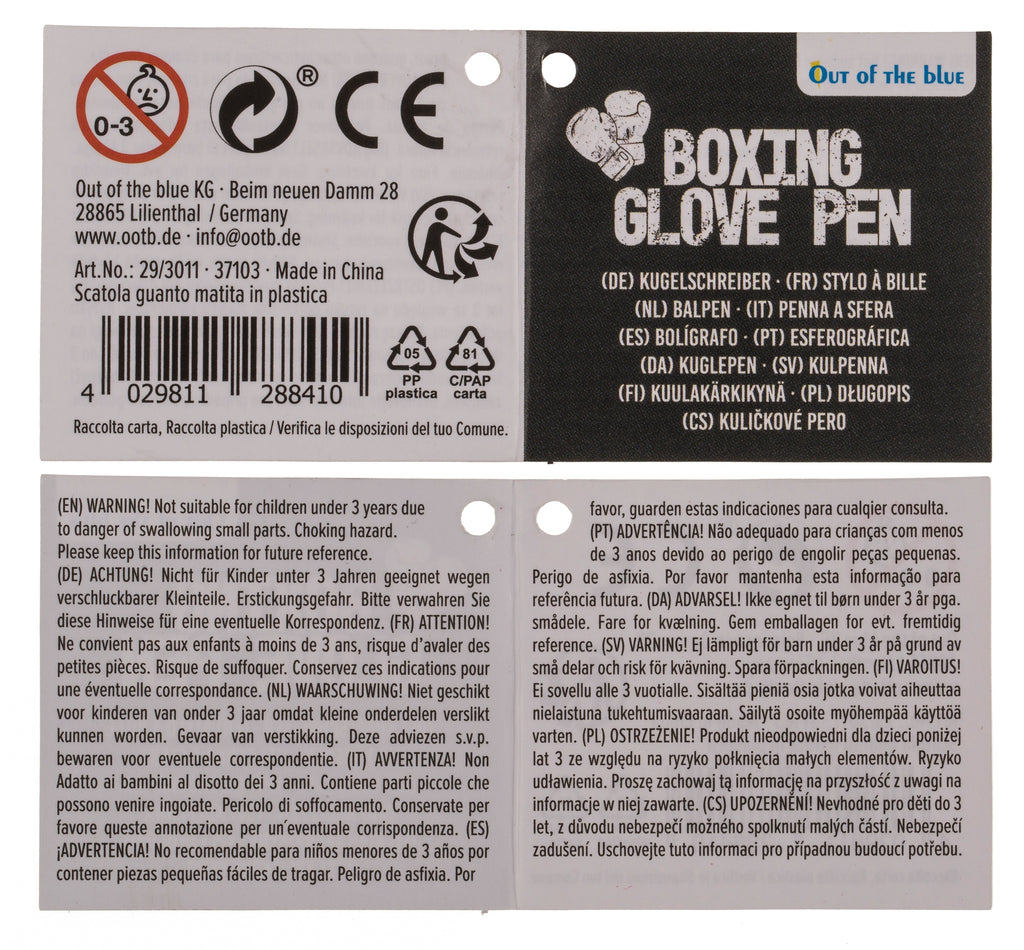 0-3
®
CE
Out of the blue KG · Beim neuen Damm 28
28865 Lilienthal / Germany
www.ootb.de · info@ootb.de
Art.No.: 29/3011 · 37103 · Made in China
Scatola guanto matita in plastica
4 029811 288410
05
PP
plastica
81
C/PAP
carta
Raccolta carta, Raccolta plastica / Verifica le disposizioni del tuo Comune.
Out of the blue
BOXING
GLOVE PEN
(DE) KUGELSCHREIBER · (FR) STYLO À BILLE
(NL) BALPEN · (IT) PENNA A SFERA
(ES) BOLÍGRAFO · (PT) ESFEROGRÁFICA
(DA) KUGLEPEN · (SV) KULPENNA
(FI) KUULAKÄRKIKYNÄ · (PL) DŁUGOPIS
(CS) KULIČKOVÉ PERO
(EN) WARNING! Not suitable for children under 3 years due
to danger of swallowing small parts. Choking hazard.
Please keep this information for future reference.
(DE) ACHTUNG! Nicht für Kinder unter 3 Jahren geeignet wegen
verschluckbarer Kleinteile. Erstickungsgefahr. Bitte verwahren Sie
diese Hinweise für eine eventuelle Korrespondenz. (FR) ATTENTION!
Ne convient pas aux enfants à moins de 3 ans, risque d'avaler des
petites pièces. Risque de suffoquer. Conservez ces indications pour
une éventuelle correspondance. (NL) WAARSCHUWING! Niet geschikt
voor kinderen van onder 3 jaar omdat kleine onderdelen verslikt
kunnen worden. Gevaar van verstikking. Deze adviezen s.v.p.
bewaren voor eventuele correspondentie. (IT) AVVERTENZA! Non
Adatto ai bambini al disotto dei 3 anni. Contiene parti piccole che
possono venire ingoiate. Pericolo di soffocamento. Conservate per
favore queste annotazione per un´eventuale corrispondenza. (ES)
¡ADVERTENCIA! No recomendable para niños menores de 3 años por
contener piezas pequeñas fáciles de tragar. Peligro de asfixia. Por
favor, guarden estas indicaciones para cualqier consulta.
(PT) ADVERTÊNCIA! Não adequado para crianças com menos
de 3 anos devido ao perigo de engolir peças pequenas.
Perigo de asfixia. Por favor mantenha esta informação para
referência futura. (DA) ADVARSEL! Ikke egnet til børn under 3 år pga.
smådele. Fare for kvælning. Gem emballagen for evt. fremtidig
reference. (SV) VARNING! Ej lämpligt för barn under 3 år på grund av
små delar och risk för kvävning. Spara förpackningen. (FI) VAROITUS!
Ei sovellu alle 3 vuotialle. Sisältää pieniä osia jotka voivat aiheuttaa
nielaistuna tukehtumisvaaraan. Säilytä osoite myöhempää käyttöä
varten. (PL) OSTRZEŻENIE! Produkt nieodpowiedni dla dzieci poniżej
lat 3 ze względu na ryzyko połknięcia małych elementów. Ryzyko
udławienia. Proszę zachowaj tą informację na przyszłość z uwagi na
informacje w niej zawarte. (CS) UPOZORNĚNÍ! Nevhodné pro děti do 3
let, z důvodu nebezpečí možného spolknutí malých částí. Nebezpečí
zadušení. Uschovejte tuto informaci pro případnou budoucí potřebu.